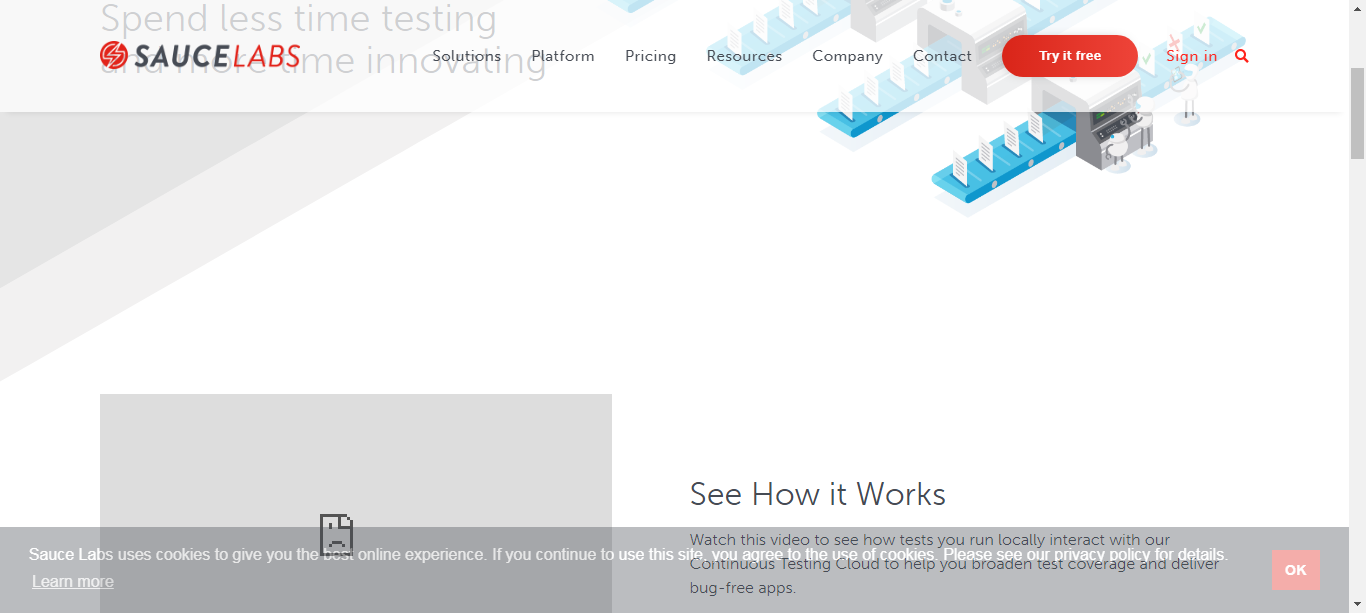 Spend less time testing
and more time innovating
SAUCELABS
Solutions
Platform
Pricing
Resources
Company
Contact
Try it free
Sign in
See How it Works
Watch this video to see how tests you run locally interact with our
Continuous Testing Cloud to help you broaden test coverage and deliver
bug-free apps.
Sauce Labs uses cookies to give you the best online experience. If you continue to use this site, you agree to the use of cookies. Please see our privacy policy for details.
Learn more
OK